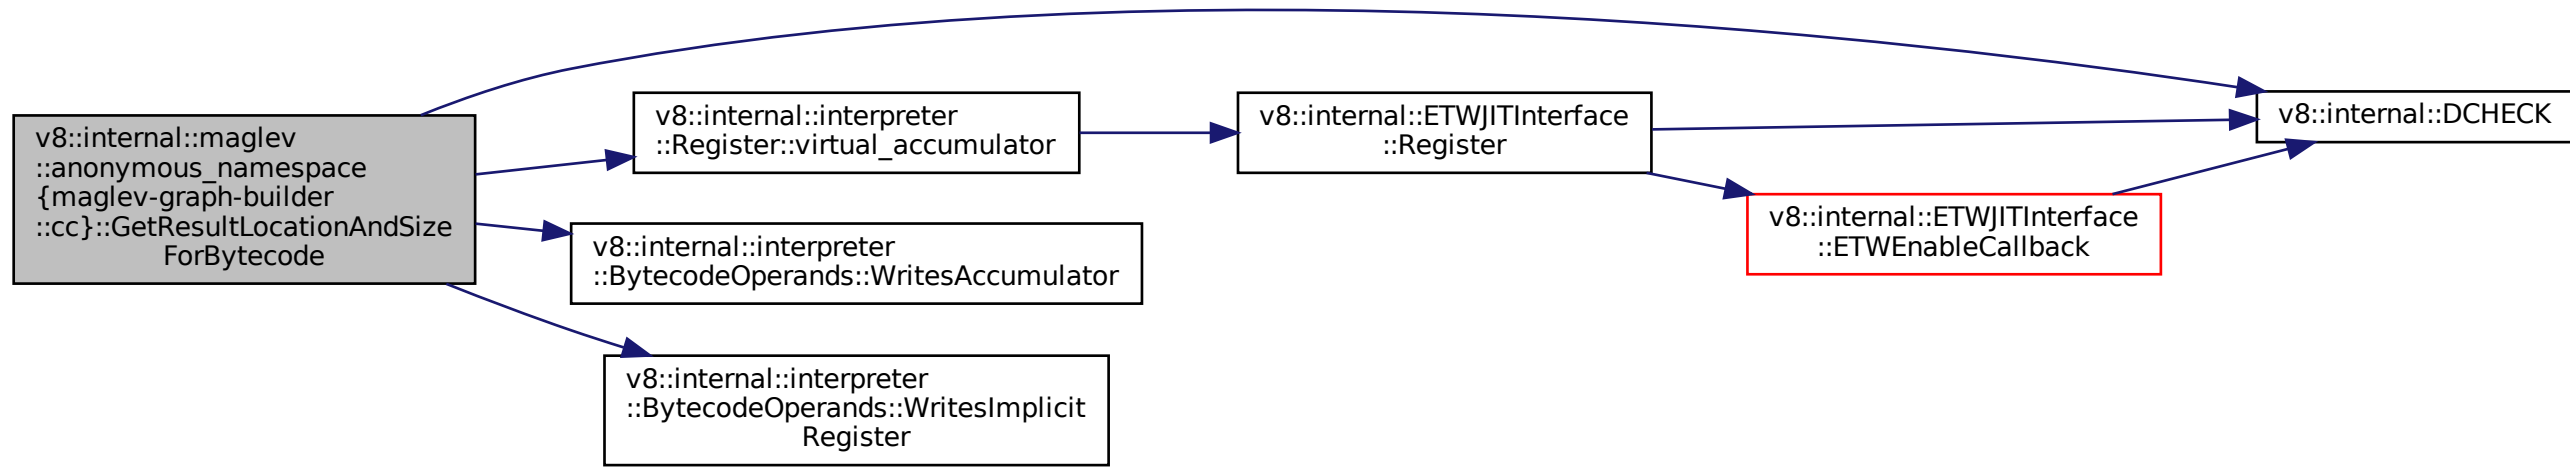 v8::internal::maglev
::anonymous_namespace
{maglev-graph-builder
::cc}::GetResultLocationAndSize
ForBytecode
v8::internal::interpreter
::Register::virtual_accumulator
v8::internal::interpreter
::BytecodeOperands::WritesAccumulator
v8::internal::interpreter
::BytecodeOperands::WritesImplicit
Register
v8::internal::ETWJITInterface
::Register
v8::internal::ETWJITInterface
::ETWEnableCallback
v8::internal::DCHECK